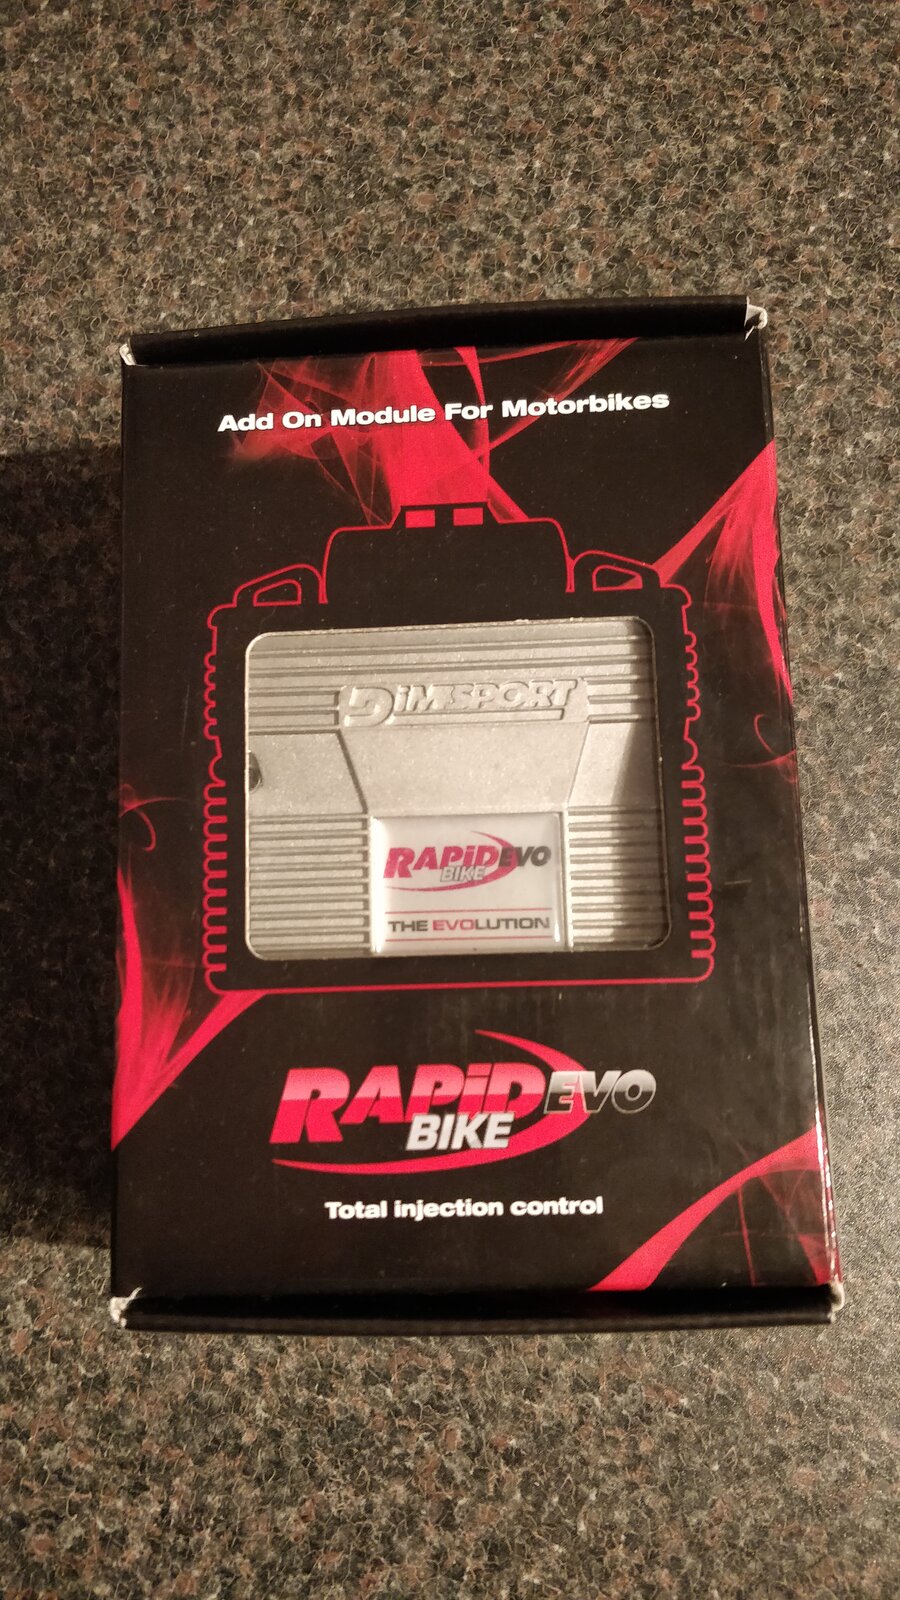 Add On Module For Motorbikes
DiMSPORT
RAPiD EVO
BIKE
THE EVOLUTION
RAPiD EVO
BIKE
Total injection control